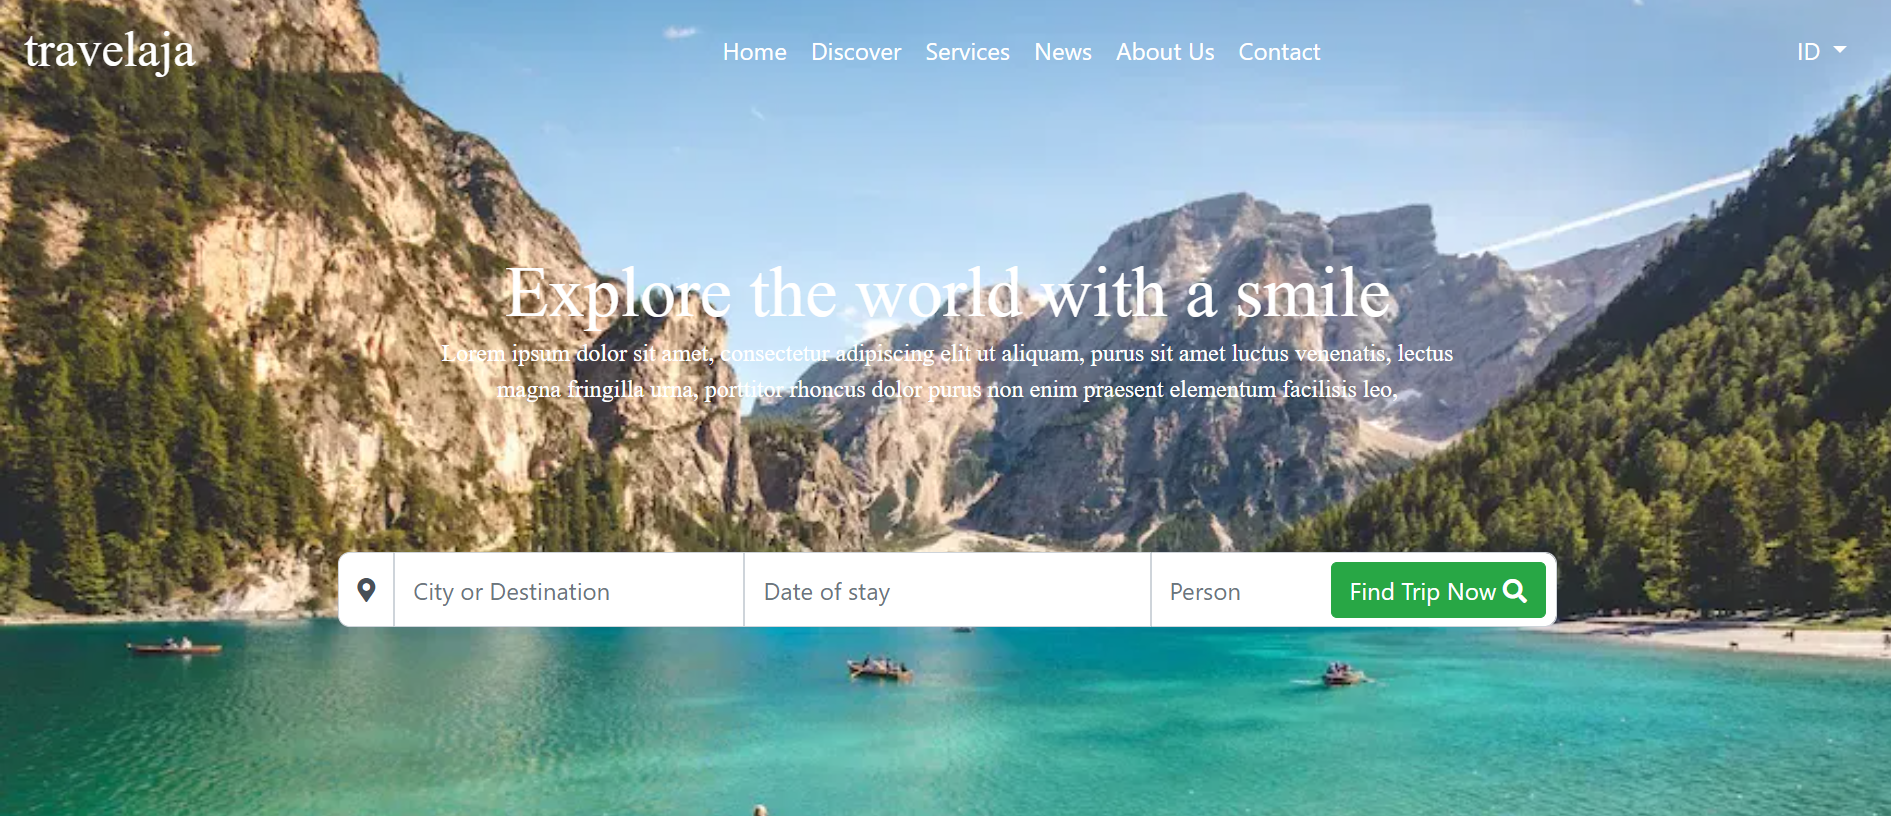 travelaja
Home Discover Services News About Us Contact
ID
Explore the world with a smile
Lorem ipsum dolor sit amet, consectetur adipiscing elit ut aliquam, purus sit amet luctus venenatis, lectus
magna fringilla urna, porttitor rhoncus dolor purus non enim praesent elementum facilisis leo,
City or Destination
Date of stay
Person
Find Trip Now